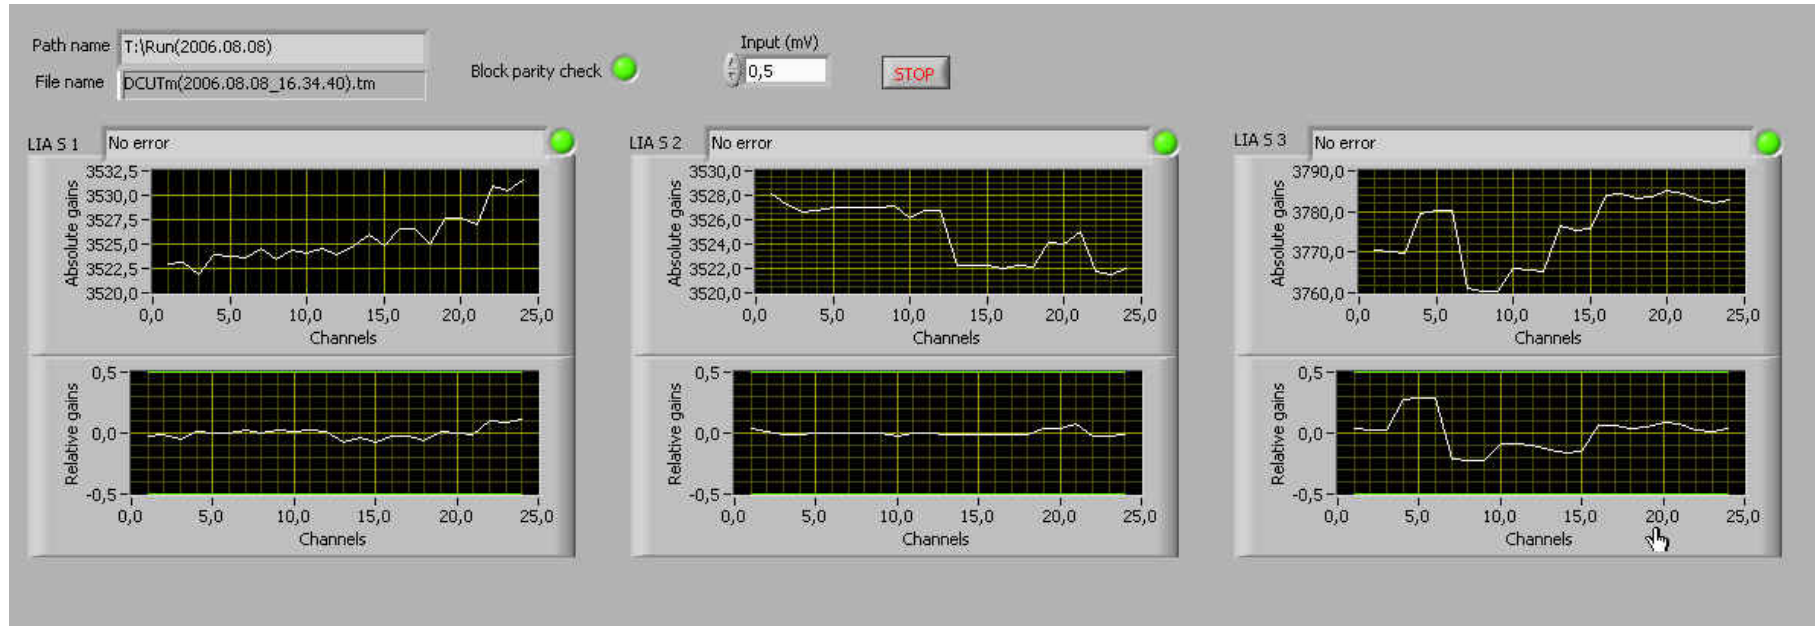 Path name T:\Run(2006.08.08)
File name DCUTm(2006.08.08_16.34.40).tm
Block parity check
Input (mV)
0,5
STOP
LIA S 1 No error
3532,5
3530,0
3527,5
3525,0
3522,5
3520,0
Absolute gains
0,0 5,0 10,0 15,0 20,0 25,0
Channels
0,5
0,0
-0,5
Relative gains
0,0 5,0 10,0 15,0 20,0 25,0
Channels
LIA S 2 No error
3530,0
3528,0
3526,0
3524,0
3522,0
3520,0
Absolute gains
0,0 5,0 10,0 15,0 20,0 25,0
Channels
0,5
0,0
-0,5
Relative gains
0,0 5,0 10,0 15,0 20,0 25,0
Channels
LIA S 3 No error
3790,0
3780,0
3770,0
3760,0
Absolute gains
0,0 5,0 10,0 15,0 20,0 25,0
Channels
0,5
0,0
-0,5
Relative gains
0,0 5,0 10,0 15,0 20,0 25,0
Channels